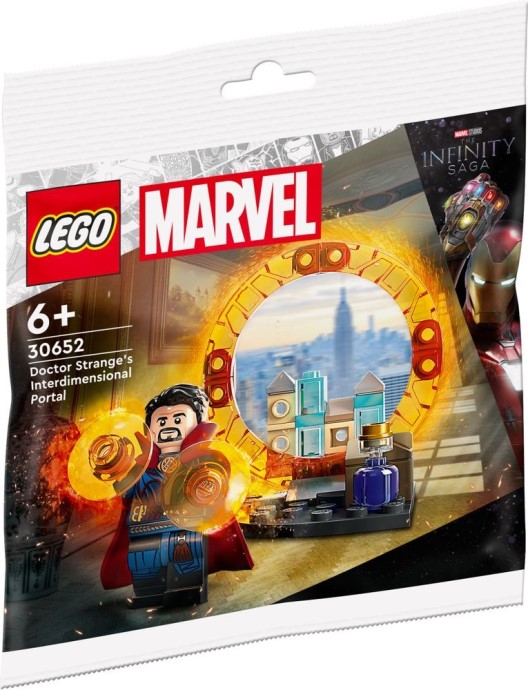 MARVEL STUDIOS
THE
INFINITY
SAGA
LEGO
MARVEL
6+
30652
Doctor Strange's
Interdimensional
Portal